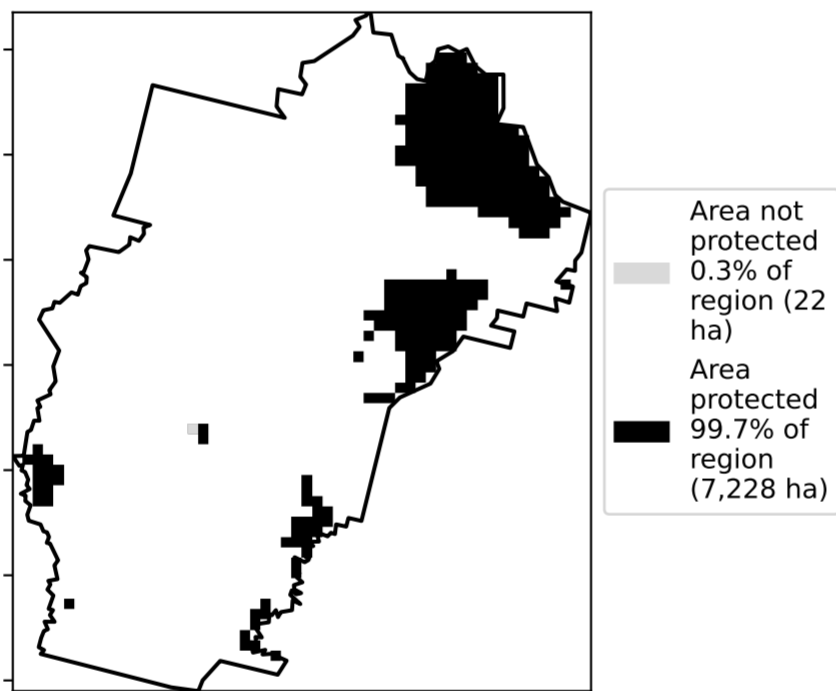 Area not
protected
0.3% of
region (22
ha)
Area
protected
99.7% of
region
(7,228 ha)